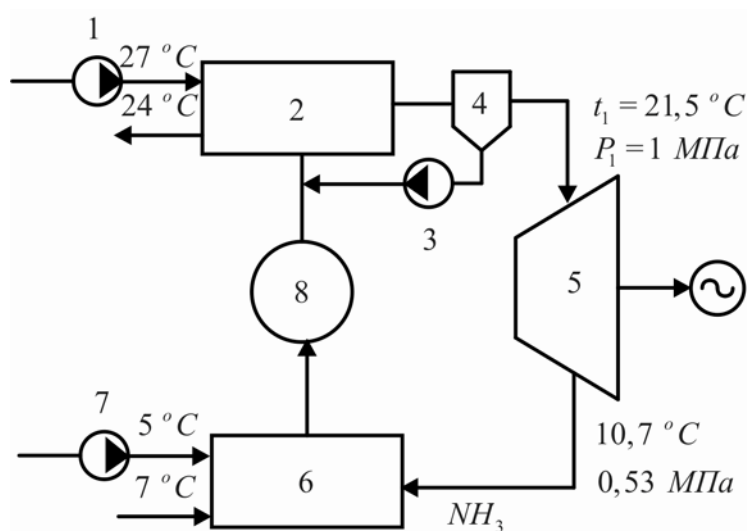 1
27 °C
24 °C
2
4
t₁ = 21,5 °C
P₁ = 1 МПа
3
5
8
7
5 °C
7 °C
6
10,7 °C
0,53 МПа
NH₃